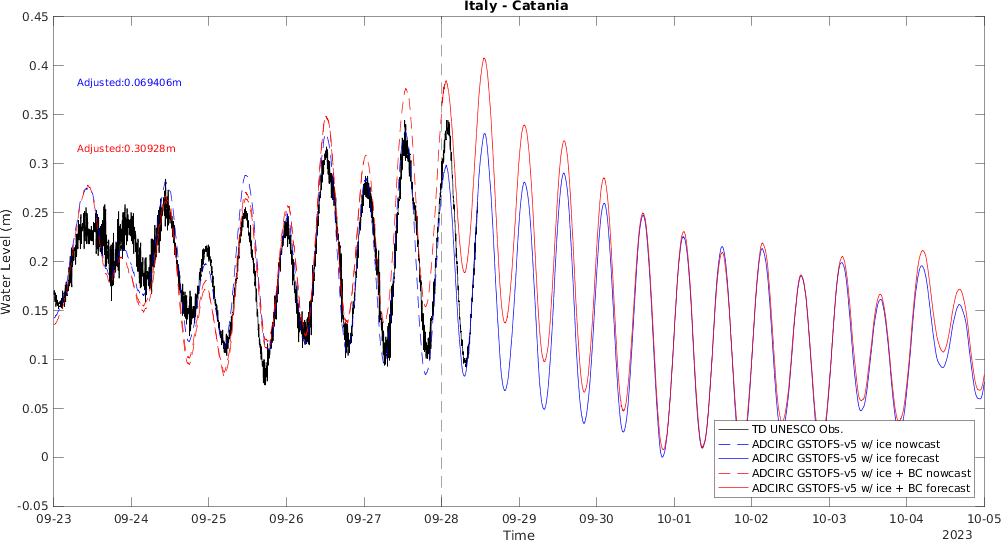 Italy - Catania
0.45
0.4
0.35
0.3
0.25
0.2
0.15
0.1
0.05
0
-0.05
Water Level (m)
Adjusted:0.069406m
Adjusted:0.30928m
TD UNESCO Obs.
ADCIRC GSTOFS-v5 w/ ice nowcast
ADCIRC GSTOFS-v5 w/ ice forecast
ADCIRC GSTOFS-v5 w/ ice + BC nowcast
ADCIRC GSTOFS-v5 w/ ice + BC forecast
09-23 09-24 09-25 09-26 09-27 09-28 09-29 09-30 10-01 10-02 10-03 10-04 10-05
Time
2023